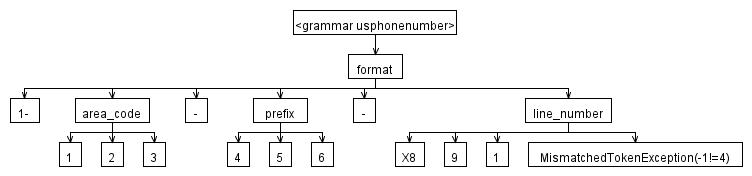 <grammar usphonenumber>
format
1- area_code - prefix - line_number
1 2 3 4 5 6 X8 9 1 MismatchedTokenException(-1!=4)